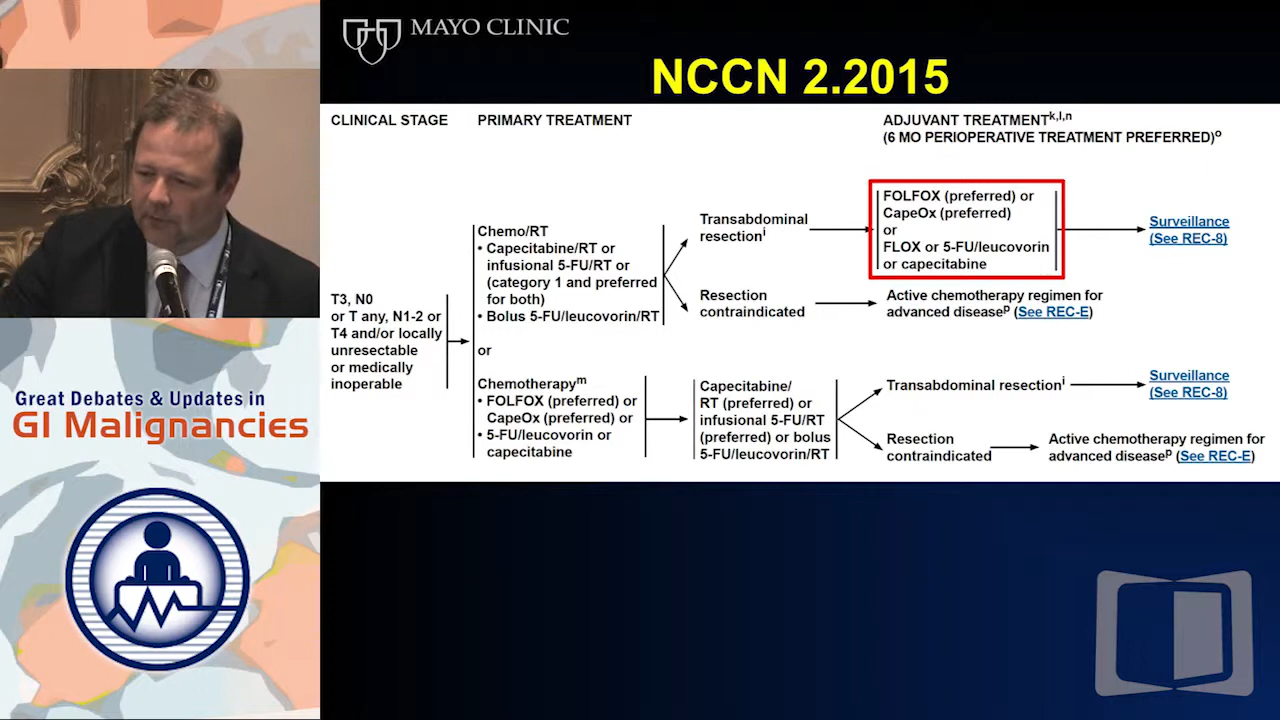 MAYO CLINIC
NCCN 2.2015
CLINICAL STAGE
PRIMARY TREATMENT
ADJUVANT TREATMENTk,l,n
(6 MO PERIOPERATIVE TREATMENT PREFERRED)o
T3, N0
or T any, N1-2 or
T4 and/or locally
unresectable
or medically
inoperable
Chemo/RT
• Capecitabine/RT or
infusional 5-FU/RT or
(category 1 and preferred
for both)
• Bolus 5-FU/leucovorin/RT
or
Chemotherapym
• FOLFOX (preferred) or
CapeOx (preferred) or
• 5-FU/leucovorin or
capecitabine
Transabdominal
resectioni
FOLFOX (preferred) or
CapeOx (preferred)
or
FLOX or 5-FU/leucovorin
or capecitabine
Surveillance
(See REC-8)
Resection
contraindicated
Active chemotherapy regimen for
advanced diseasep (See REC-E)
Capecitabine/
RT (preferred) or
infusional 5-FU/RT
(preferred) or bolus
5-FU/leucovorin/RT
Transabdominal resectioni
Surveillance
(See REC-8)
Resection
contraindicated
Active chemotherapy regimen for
advanced diseasep (See REC-E)
Great Debates & Updates in
GI Malignancies